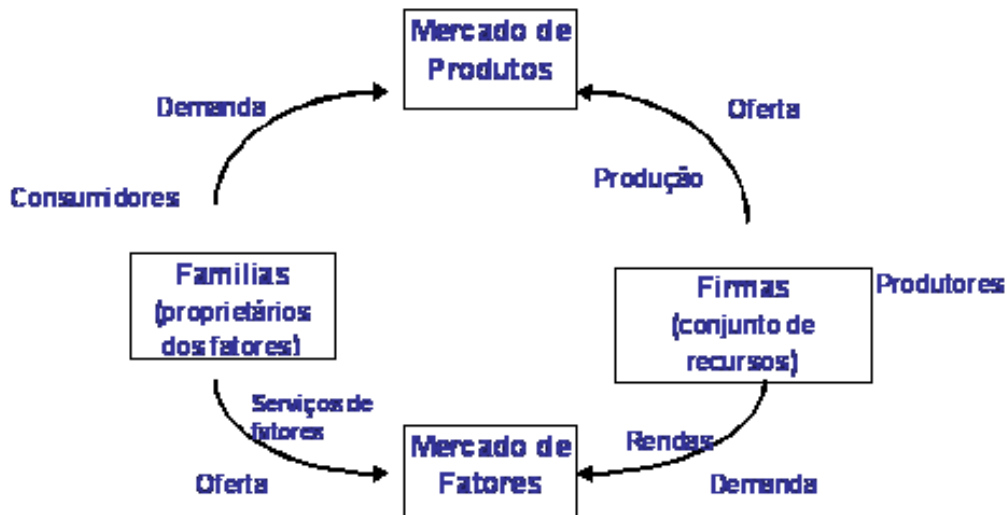 Mercado de
Produtos
Demanda
Oferta
Consumidores
Produção
Familias
(proprietários
dos fatores)
Firmas
(conjunto de
recursos)
Produtores
Serviços de
fatores
Oferta
Mercado de
Fatores
Rendas
Demanda